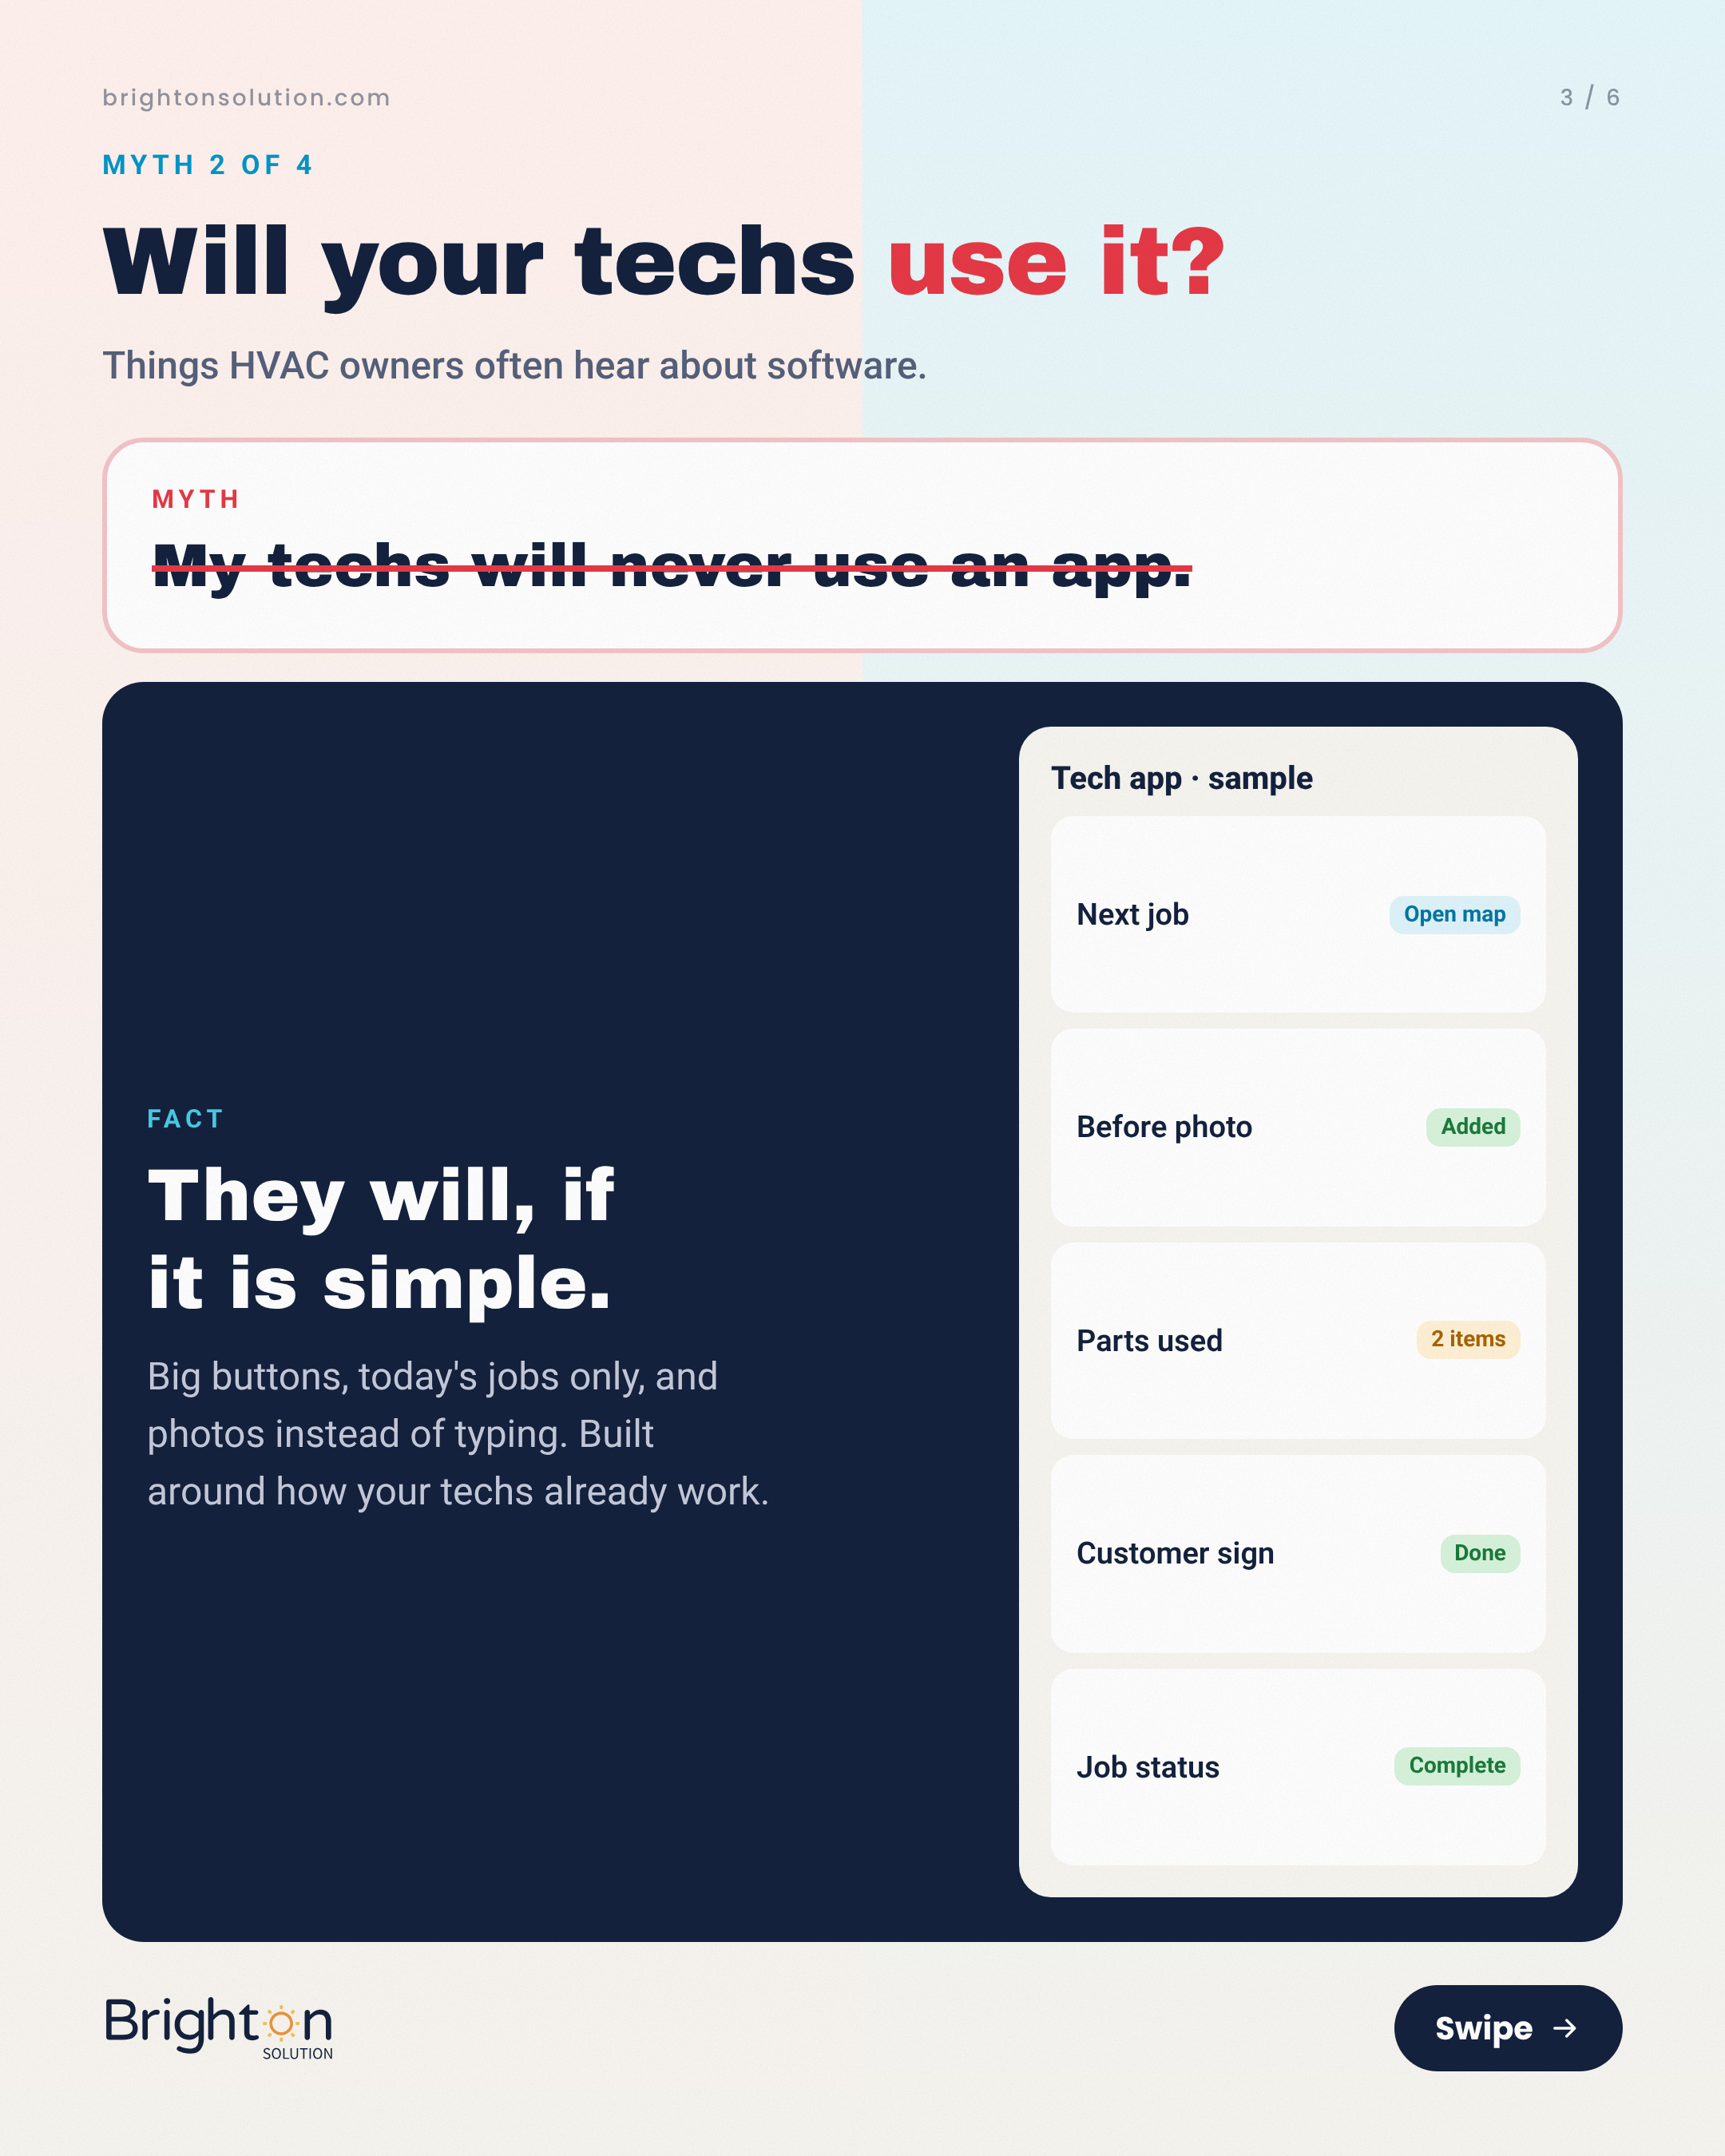 brightonsolution.com
3 / 6
MYTH 2 OF 4
Will your techs use it?
Things HVAC owners often hear about software.
MYTH
My techs will never use an app.
FACT
They will, if
it is simple.
Big buttons, today's jobs only, and
photos instead of typing. Built
around how your techs already work.
Tech app · sample
Next job
Open map
Before photo
Added
Parts used
2 items
Customer sign
Done
Job status
Complete
Brighton
SOLUTION
Swipe →